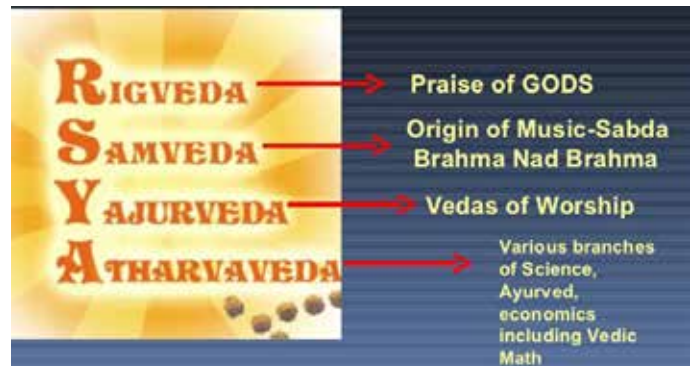 RIGVEDA
Praise of GODS
SAMVEDA
Origin of Music-Sabda
Brahma Nad Brahma
YAJURVEDA
Vedas of Worship
ATHARVAVEDA
Various branches
of Science,
Ayurved,
economics
including Vedic
Math